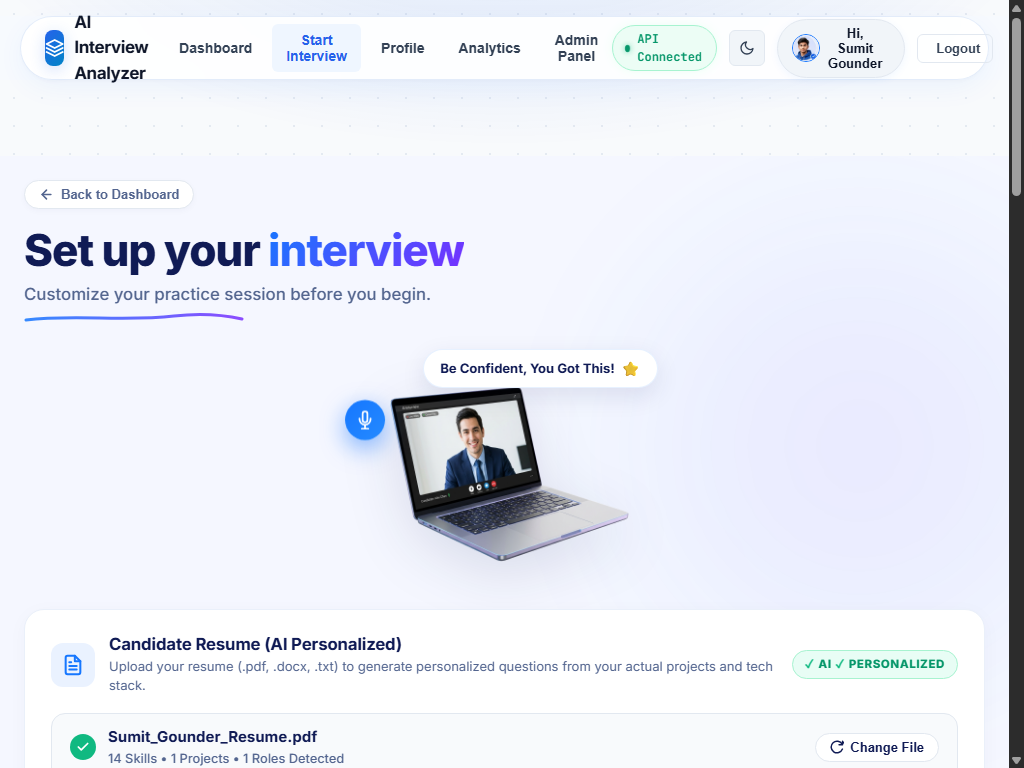 AI
Interview
Analyzer
Dashboard
Start
Interview
Profile
Analytics
Admin
Panel
API
Connected
Hi,
Sumit
Gounder
Logout
Back to Dashboard
Set up your interview
Customize your practice session before you begin.
Be Confident, You Got This!
Candidate Resume (AI Personalized)
Upload your resume (.pdf, .docx, .txt) to generate personalized questions from your actual projects and tech
stack.
✓ AI ✓ PERSONALIZED
Sumit_Gounder_Resume.pdf
14 Skills • 1 Projects • 1 Roles Detected
Change File